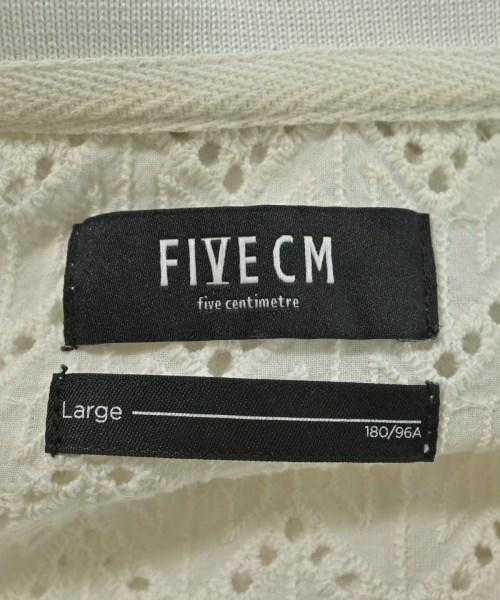 FIVE CM
five centimetre
Large
180/96A